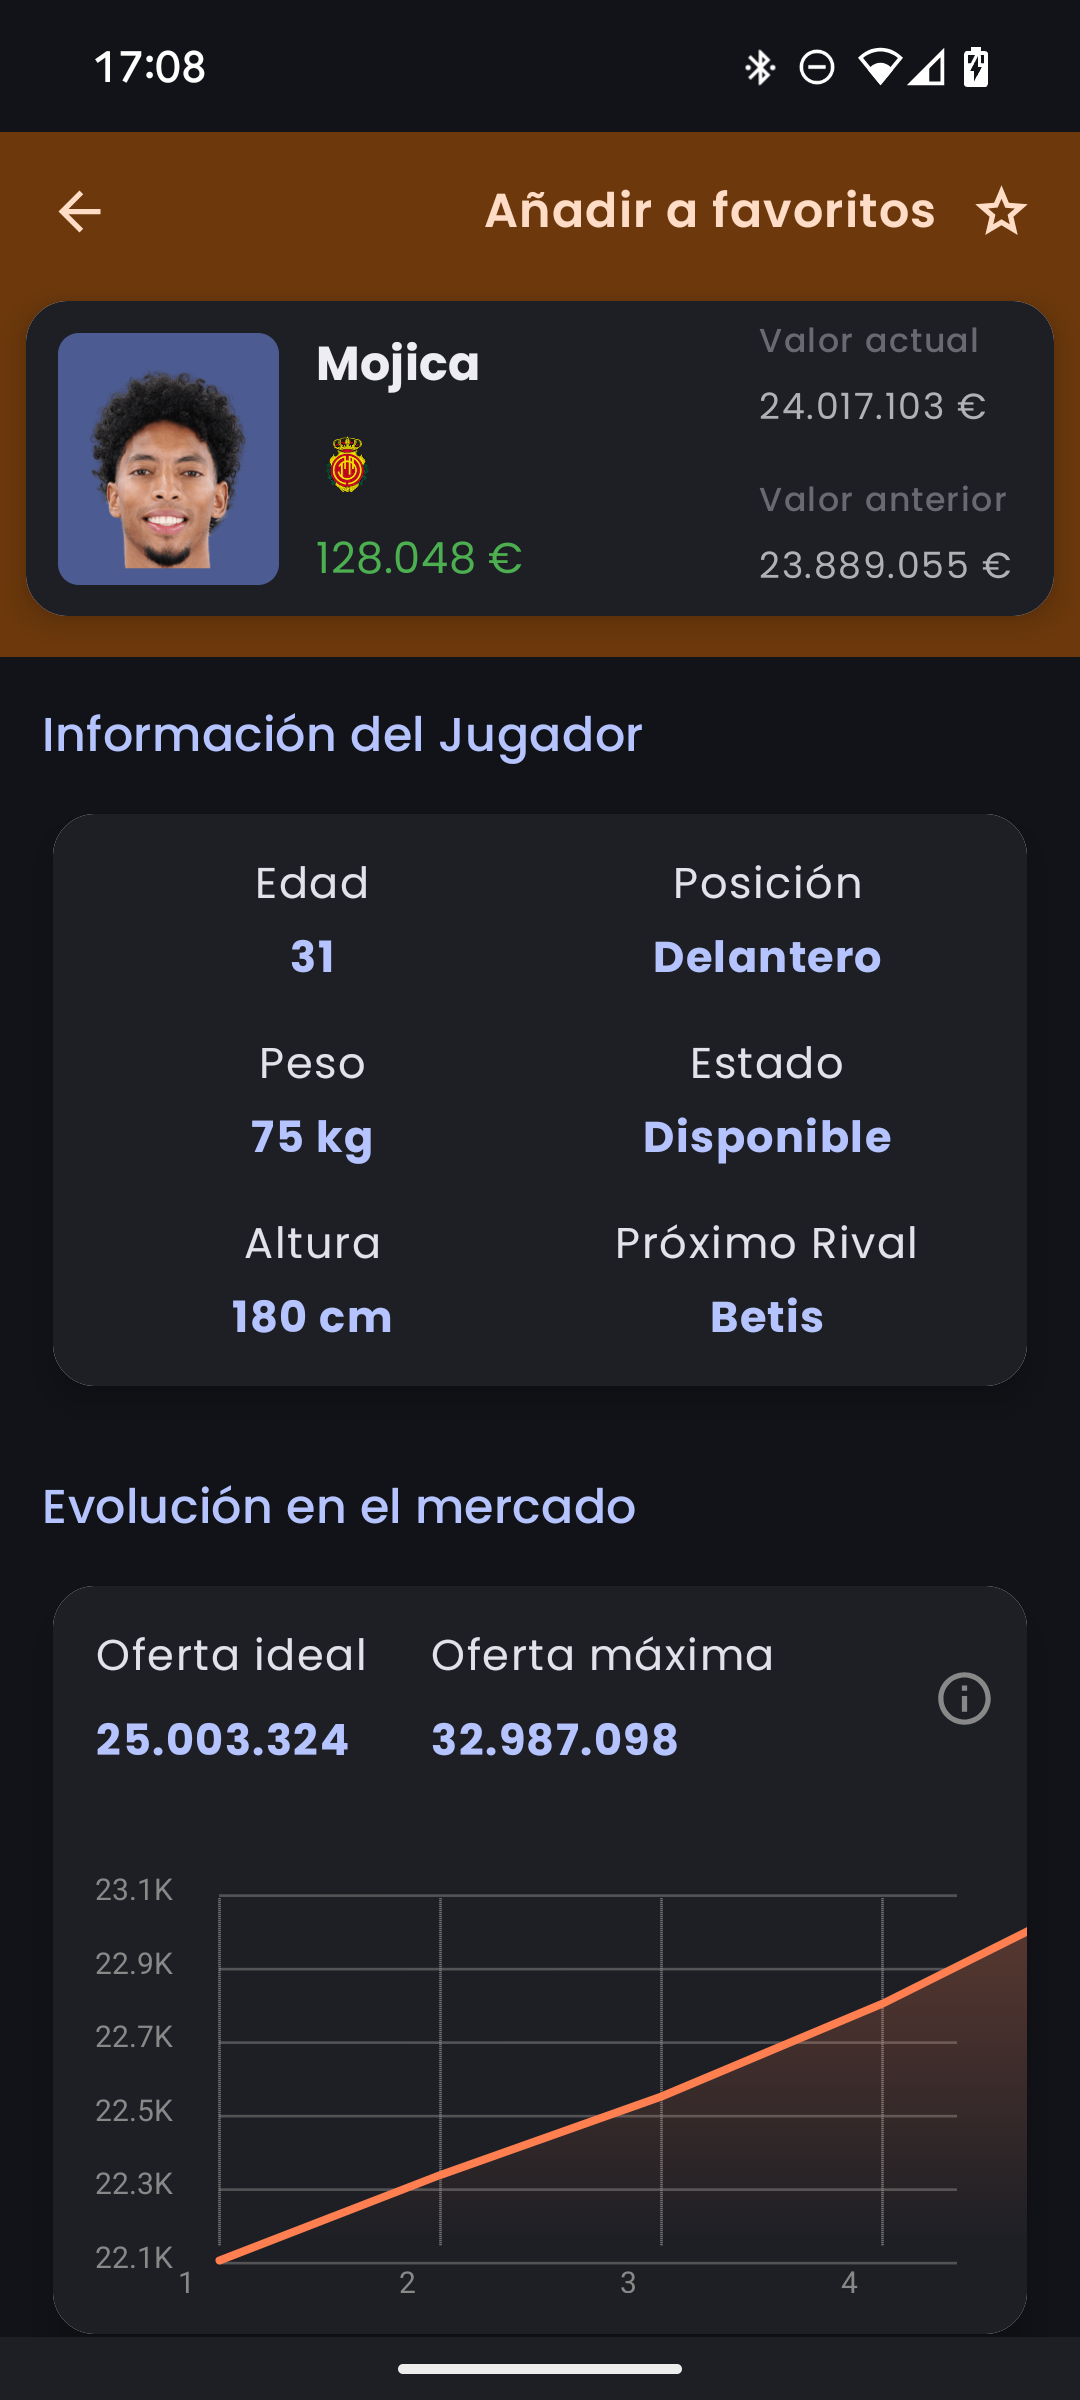 17:08
Añadir a favoritos
Mojica
128.048 €
Valor actual
24.017.103 €
Valor anterior
23.889.055 €
Información del Jugador
Edad
31
Posición
Delantero
Peso
75 kg
Estado
Disponible
Altura
180 cm
Próximo Rival
Betis
Evolución en el mercado
Oferta ideal
25.003.324
Oferta máxima
32.987.098
23.1K
22.9K
22.7K
22.5K
22.3K
22.1K
1 2 3 4